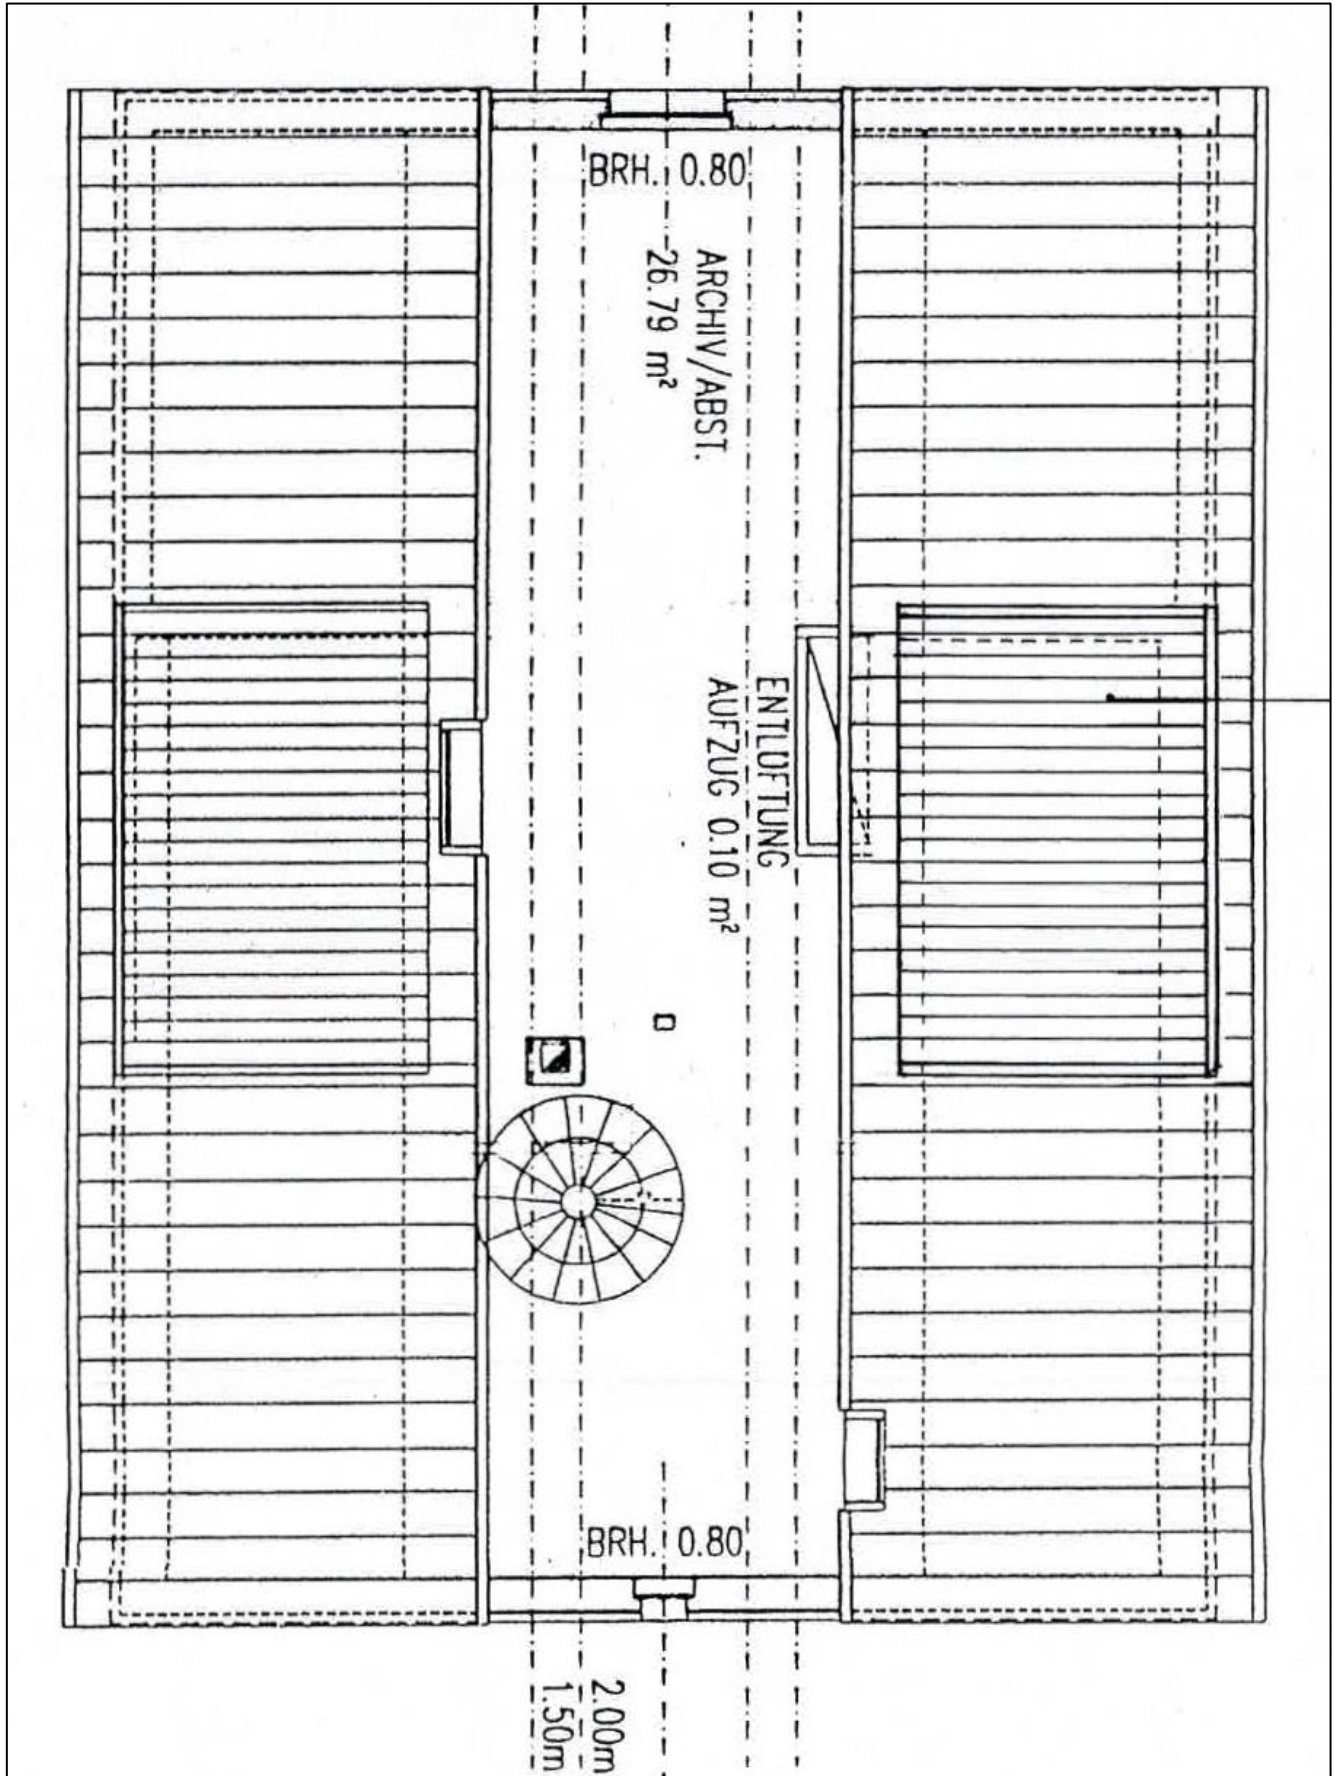 BRH. 0.80
ARCHIV/ABST.
26.79 m²
ENTLÜFTUNG
AUFZUG 0.10 m²
BRH. 0.80
2.00m
1.50m